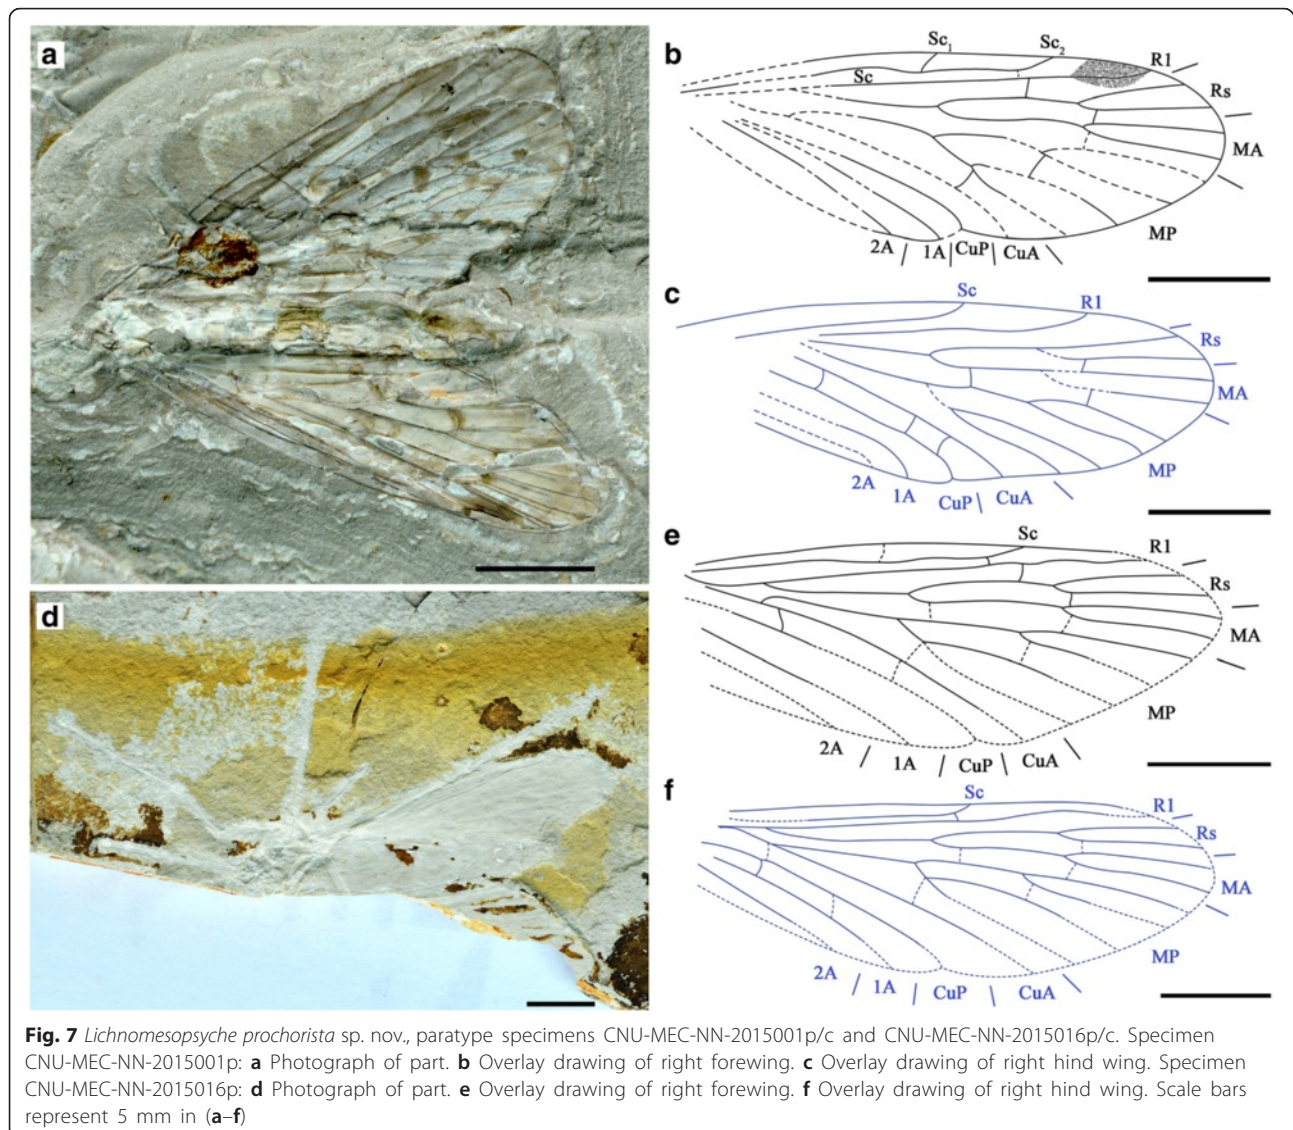 a
b
Sc1
Sc2
R1
Sc
Rs
MA
MP
2A
1A
CuP
CuA
c
Sc
R1
Rs
MA
MP
2A
1A
CuP
CuA
d
e
Sc
R1
Rs
MA
MP
2A
1A
CuP
CuA
f
Sc
R1
Rs
MA
MP
2A
1A
CuP
CuA
Fig. 7 Lichnomesopsyche prochorista sp. nov., paratype specimens CNU-MEC-NN-2015001p/c and CNU-MEC-NN-2015016p/c. Specimen
CNU-MEC-NN-2015001p: a Photograph of part. b Overlay drawing of right forewing. c Overlay drawing of right hind wing. Specimen
CNU-MEC-NN-2015016p: d Photograph of part. e Overlay drawing of right forewing. f Overlay drawing of right hind wing. Scale bars
represent 5 mm in (a–f)